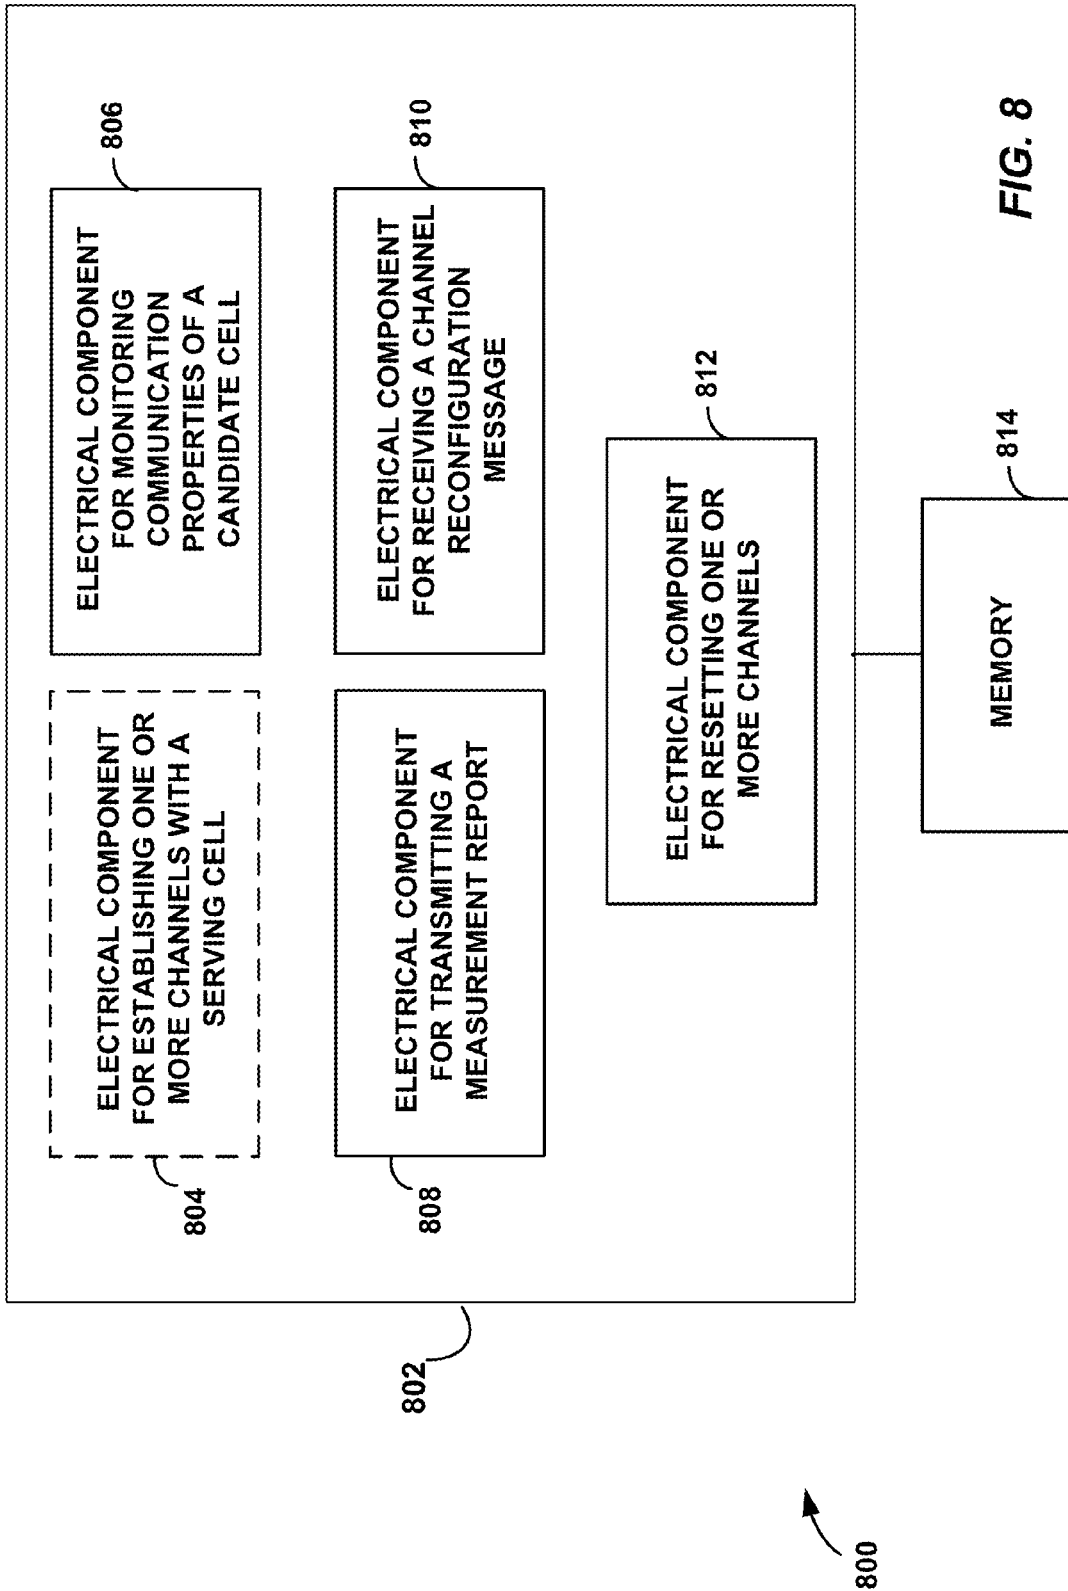 804
ELECTRICAL COMPONENT
FOR ESTABLISHING ONE OR
MORE CHANNELS WITH A
SERVING CELL
806
ELECTRICAL COMPONENT
FOR MONITORING
COMMUNICATION
PROPERTIES OF A
CANDIDATE CELL
808
ELECTRICAL COMPONENT
FOR TRANSMITTING A
MEASUREMENT REPORT
810
ELECTRICAL COMPONENT
FOR RECEIVING A CHANNEL
RECONFIGURATION
MESSAGE
802
812
ELECTRICAL COMPONENT
FOR RESETTING ONE OR
MORE CHANNELS
814
MEMORY
800
FIG. 8